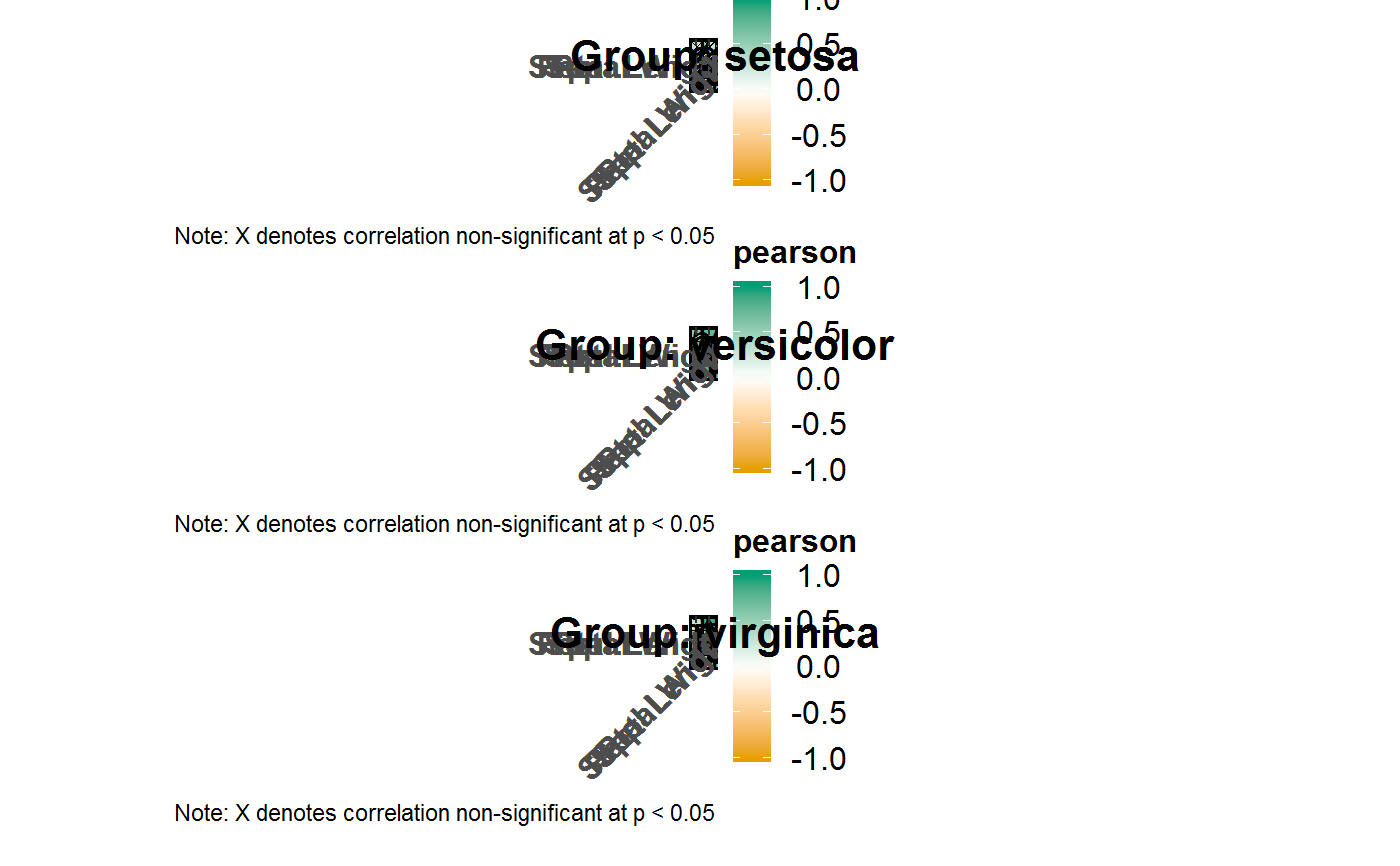 1.0
Group: setosa
0.5
0.0
-0.5
-1.0
Note: X denotes correlation non-significant at p < 0.05
pearson
1.0
0.5
Group: versicolor
0.0
-0.5
-1.0
Note: X denotes correlation non-significant at p < 0.05
pearson
1.0
0.5
Group: virginica
0.0
-0.5
-1.0
Note: X denotes correlation non-significant at p < 0.05